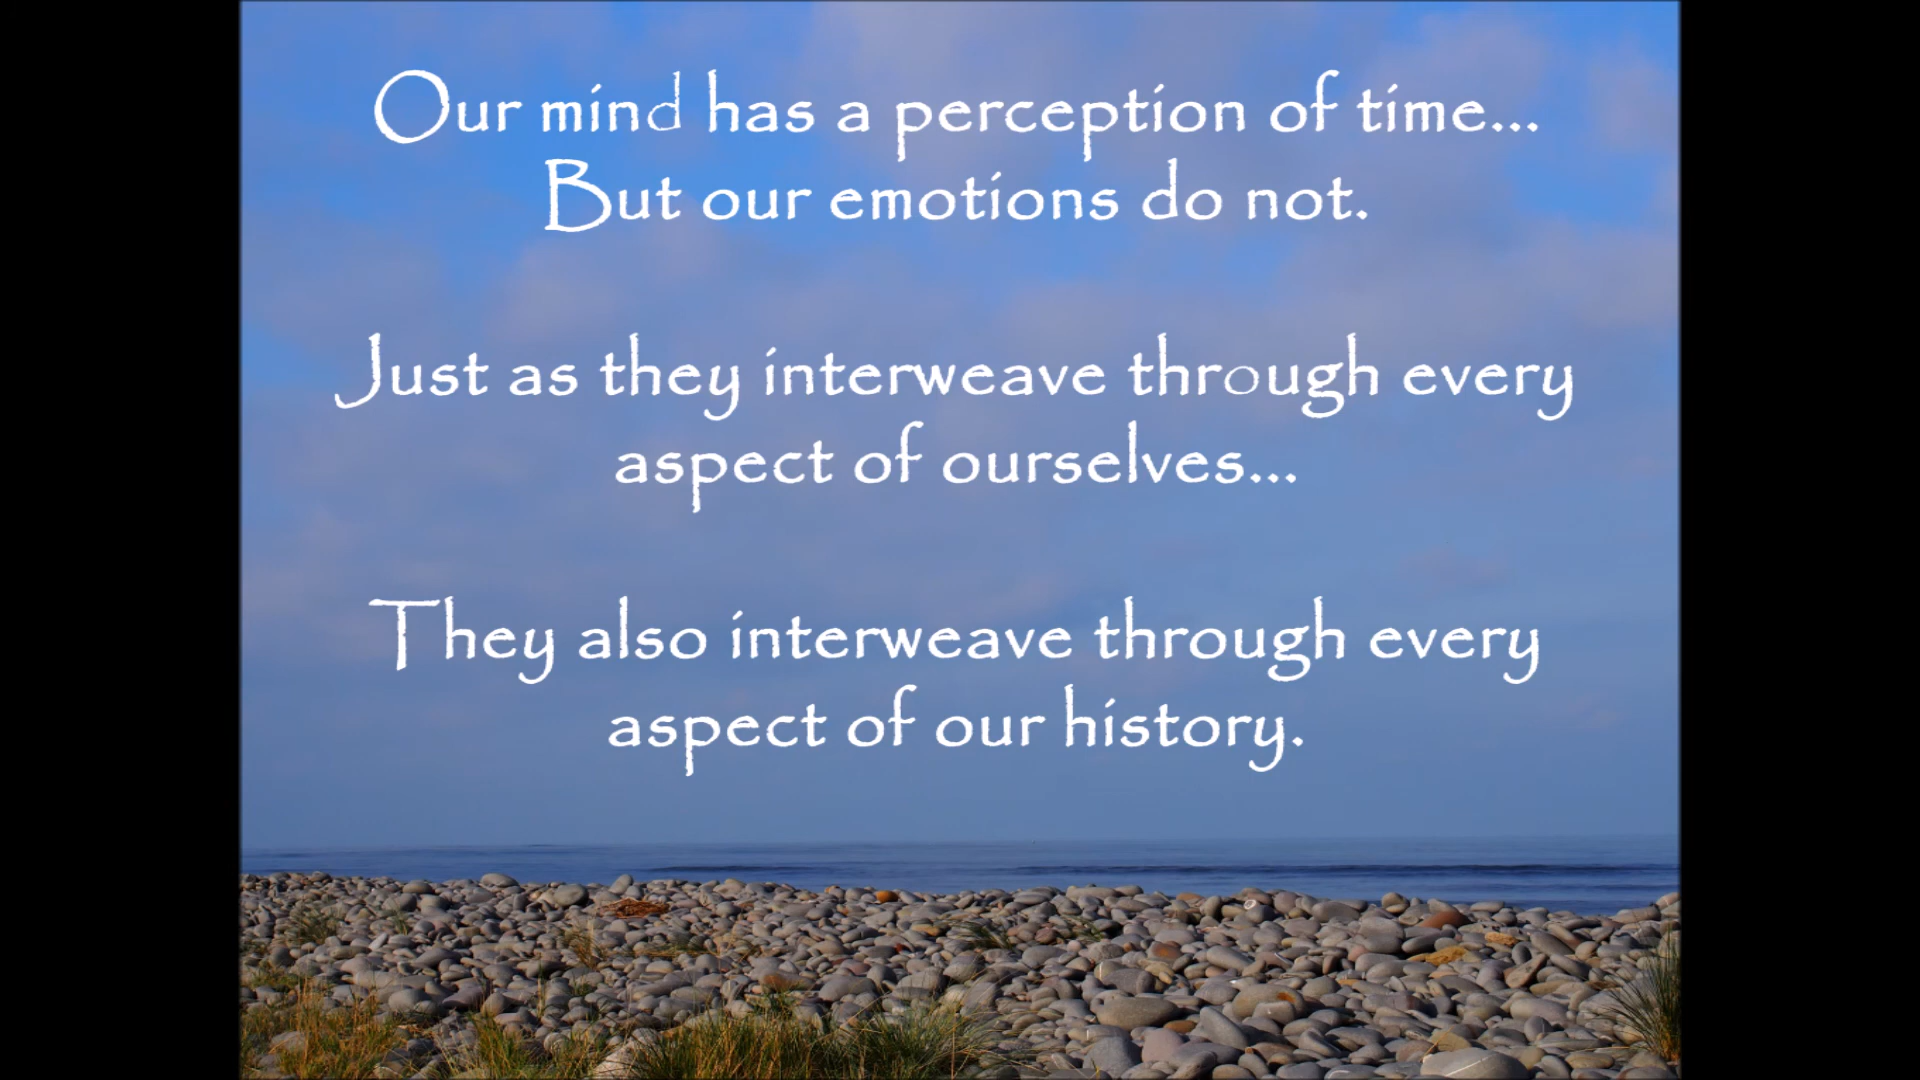 Our mind has a perception of time...
But our emotions do not.
Just as they interweave through every
aspect of ourselves...
They also interweave through every
aspect of our history.